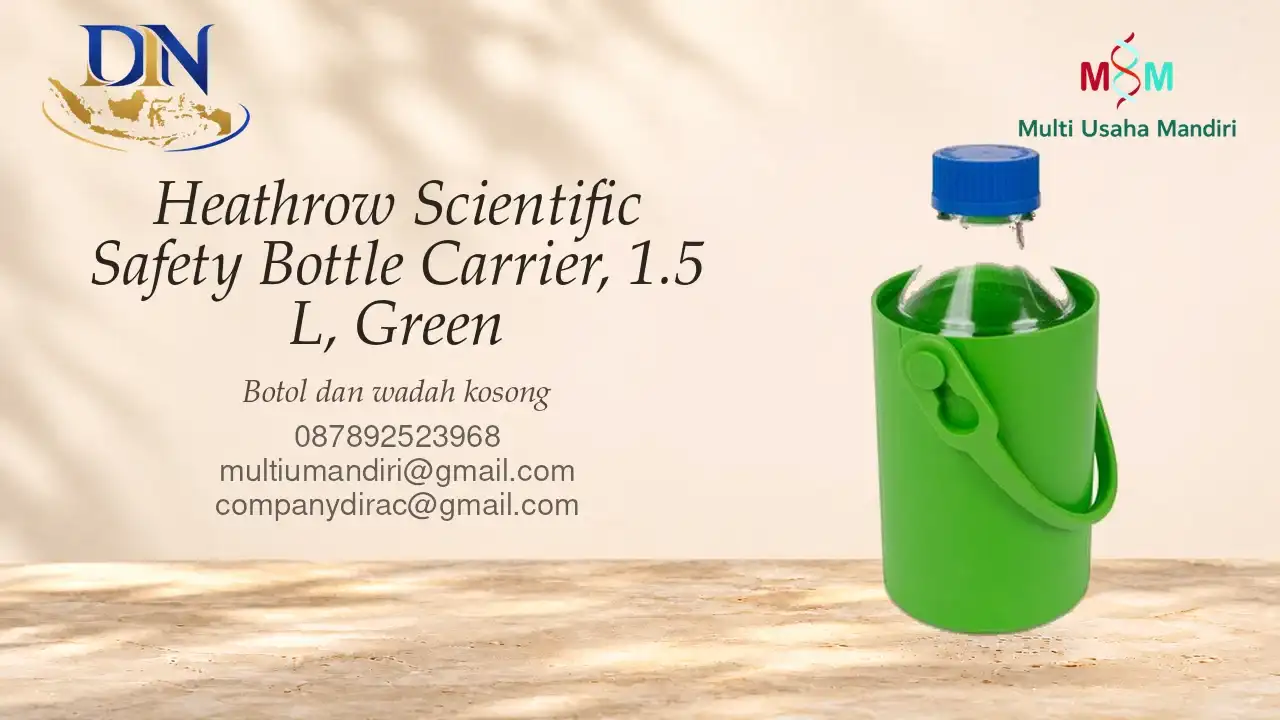 DIN
M M
Multi Usaha Mandiri
Heathrow Scientific
Safety Bottle Carrier, 1.5
L, Green
Botol dan wadah kosong
087892523968
multiumandiri@gmail.com
companydirac@gmail.com